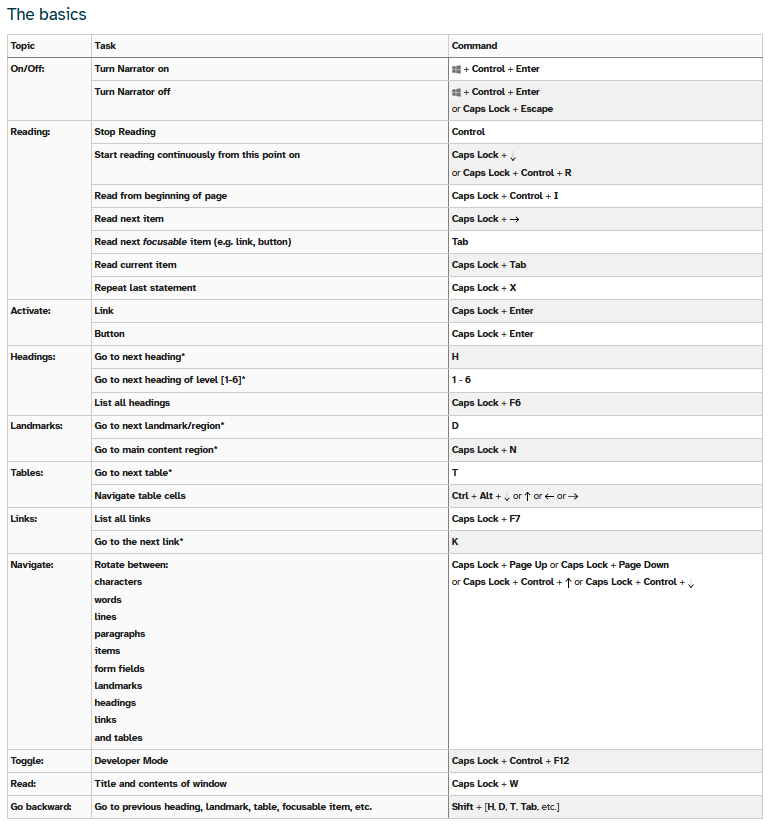 The basics
Topic Task Command
On/Off: Turn Narrator on + Control + Enter
Turn Narrator off + Control + Enter
or Caps Lock + Escape
Reading: Stop Reading Control
Start reading continuously from this point on Caps Lock + ↓
or Caps Lock + Control + R
Read from beginning of page Caps Lock + Control + I
Read next item Caps Lock + →
Read next focusable item (e.g. link, button) Tab
Read current item Caps Lock + Tab
Repeat last statement Caps Lock + X
Activate: Link Caps Lock + Enter
Button Caps Lock + Enter
Headings: Go to next heading* H
Go to next heading of level [1-6]* 1 - 6
List all headings Caps Lock + F6
Landmarks: Go to next landmark/region* D
Go to main content region* Caps Lock + N
Tables: Go to next table* T
Navigate table cells Ctrl + Alt + ↓ or ↑ or ← or →
Links: List all links Caps Lock + F7
Go to the next link* K
Navigate: Rotate between: Caps Lock + Page Up or Caps Lock + Page Down
characters or Caps Lock + Control + ↑ or Caps Lock + Control + ↓
words
lines
paragraphs
items
form fields
landmarks
headings
links
and tables
Toggle: Developer Mode Caps Lock + Control + F12
Read: Title and contents of window Caps Lock + W
Go backward: Go to previous heading, landmark, table, focusable item, etc. Shift + [H, D, T, Tab, etc.]